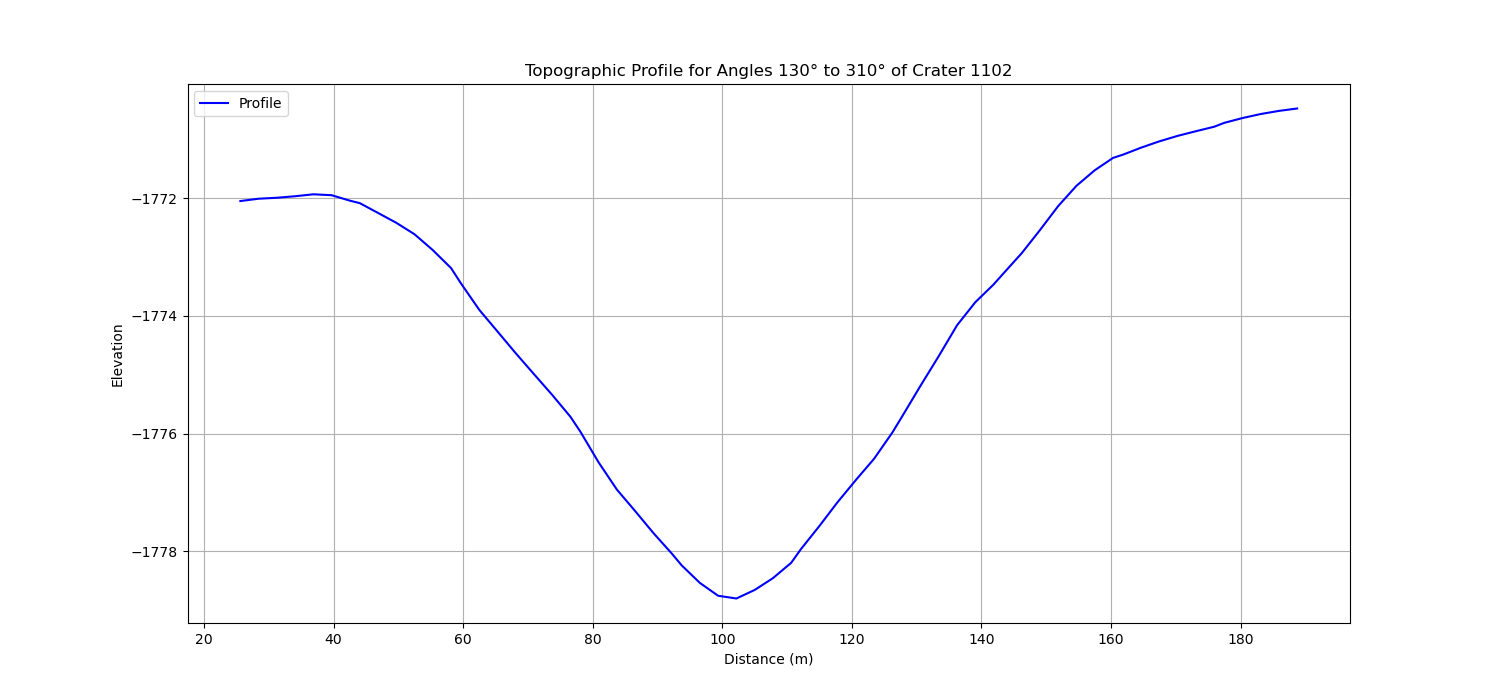 Topographic Profile for Angles 130° to 310° of Crater 1102
Profile
−1772
−1774
−1776
−1778
Elevation
20 40 60 80 100 120 140 160 180
Distance (m)